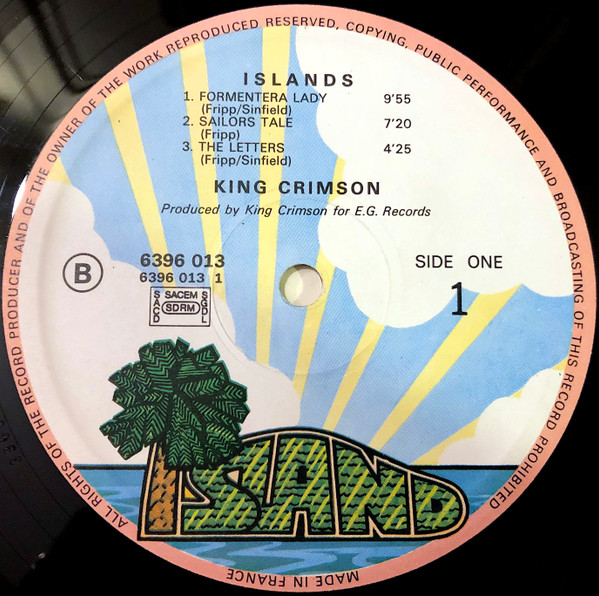 ALL RIGHTS OF THE RECORD PRODUCER AND OF THE OWNER OF THE WORK REPRODUCED RESERVED, COPYING, PUBLIC PERFORMANCE AND BROADCASTING OF THIS RECORD PROHIBITED
ISLANDS
1. FORMENTERA LADY 9'55
(Fripp/Sinfield)
2. SAILORS TALE 7'20
(Fripp)
3. THE LETTERS 4'25
(Fripp/Sinfield)
KING CRIMSON
Produced by King Crimson for E.G. Records
B
6396 013
6396 013 1
SACEM
SACD
SDRM
SGDL
SIDE ONE
1
ISLAND
MADE IN FRANCE